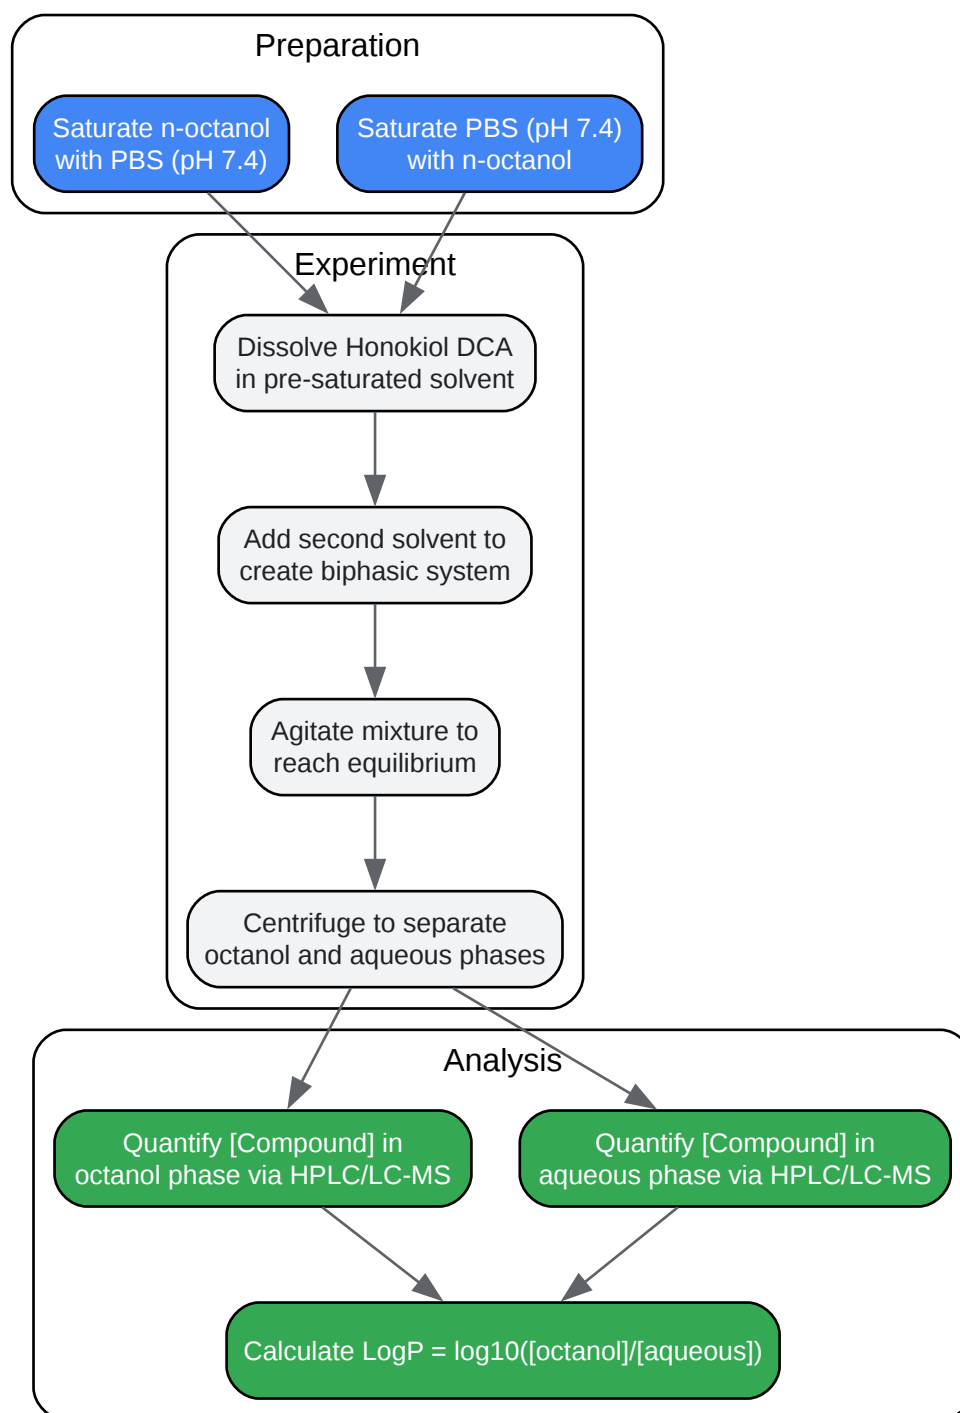 Preparation
Saturate n-octanol
with PBS (pH 7.4)
Saturate PBS (pH 7.4)
with n-octanol
Experiment
Dissolve Honokiol DCA
in pre-saturated solvent
Add second solvent to
create biphasic system
Agitate mixture to
reach equilibrium
Centrifuge to separate
octanol and aqueous phases
Analysis
Quantify [Compound] in
octanol phase via HPLC/LC-MS
Quantify [Compound] in
aqueous phase via HPLC/LC-MS
Calculate LogP = log10([octanol]/[aqueous])